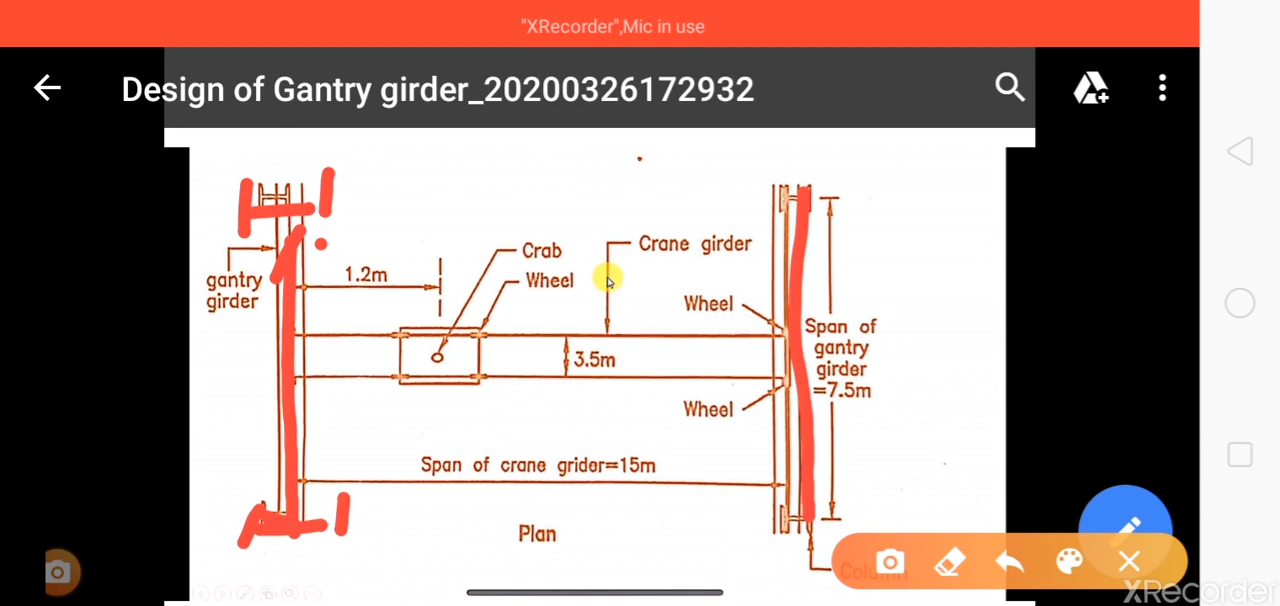 "XRecorder",Mic in use
Design of Gantry girder_20200326172932
Crab
Crane girder
1.2m
Wheel
gantry
girder
Wheel
Span of
gantry
girder
=7.5m
3.5m
Wheel
Span of crane grider=15m
Plan
Column
XRecorder